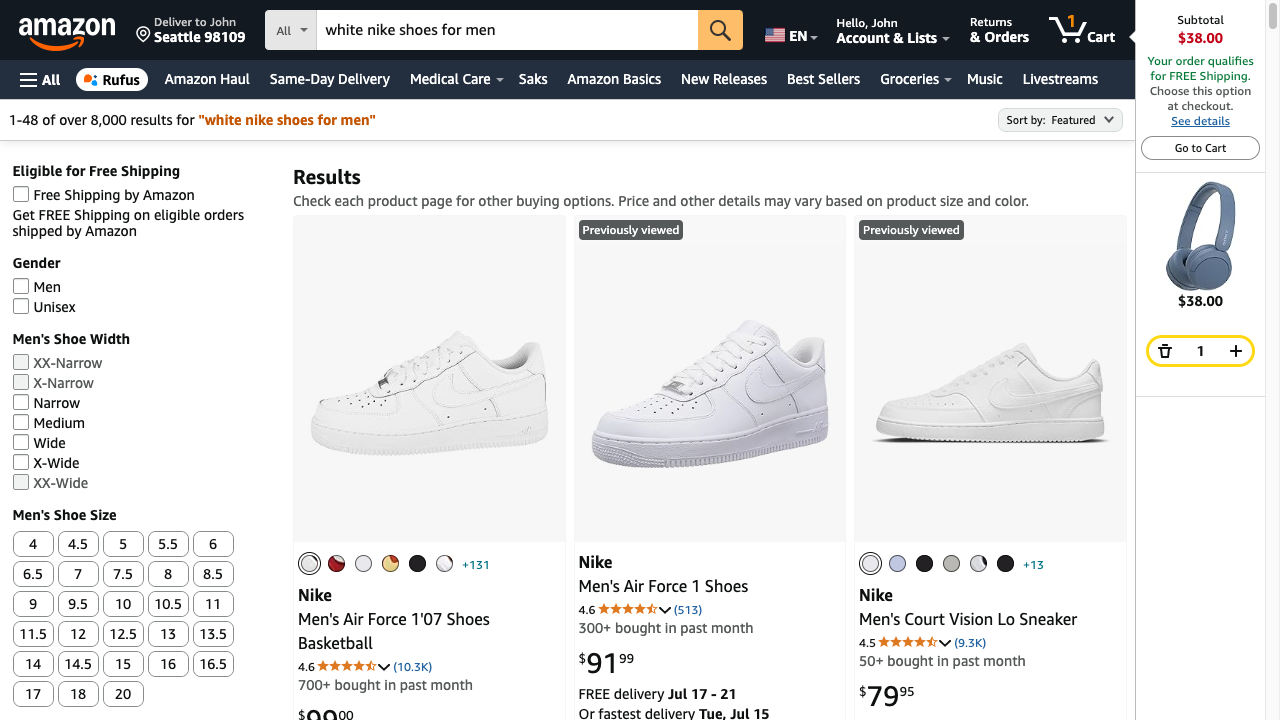 amazon
Deliver to John
Seattle 98109
All
white nike shoes for men
EN
Hello, John
Account & Lists
Returns
& Orders
1
Cart
All
Rufus
Amazon Haul
Same-Day Delivery
Medical Care
Saks
Amazon Basics
New Releases
Best Sellers
Groceries
Music
Livestreams
1-48 of over 8,000 results for "white nike shoes for men"
Sort by: Featured
Eligible for Free Shipping
Free Shipping by Amazon
Get FREE Shipping on eligible orders
shipped by Amazon
Gender
Men
Unisex
Men's Shoe Width
XX-Narrow
X-Narrow
Narrow
Medium
Wide
X-Wide
XX-Wide
Men's Shoe Size
4 4.5 5 5.5 6
6.5 7 7.5 8 8.5
9 9.5 10 10.5 11
11.5 12 12.5 13 13.5
14 14.5 15 16 16.5
17 18 20
Results
Check each product page for other buying options. Price and other details may vary based on product size and color.
+131
Nike
Men's Air Force 1'07 Shoes
Basketball
4.6 (10.3K)
700+ bought in past month
$99.00
Previously viewed
Nike
Men's Air Force 1 Shoes
4.6 (513)
300+ bought in past month
$91.99
FREE delivery Jul 17 - 21
Or fastest delivery Tue, Jul 15
Previously viewed
+13
Nike
Men's Court Vision Lo Sneaker
4.5 (9.3K)
50+ bought in past month
$79.95
Subtotal
$38.00
Your order qualifies
for FREE Shipping.
Choose this option
at checkout.
See details
Go to Cart
SONY
$38.00
1